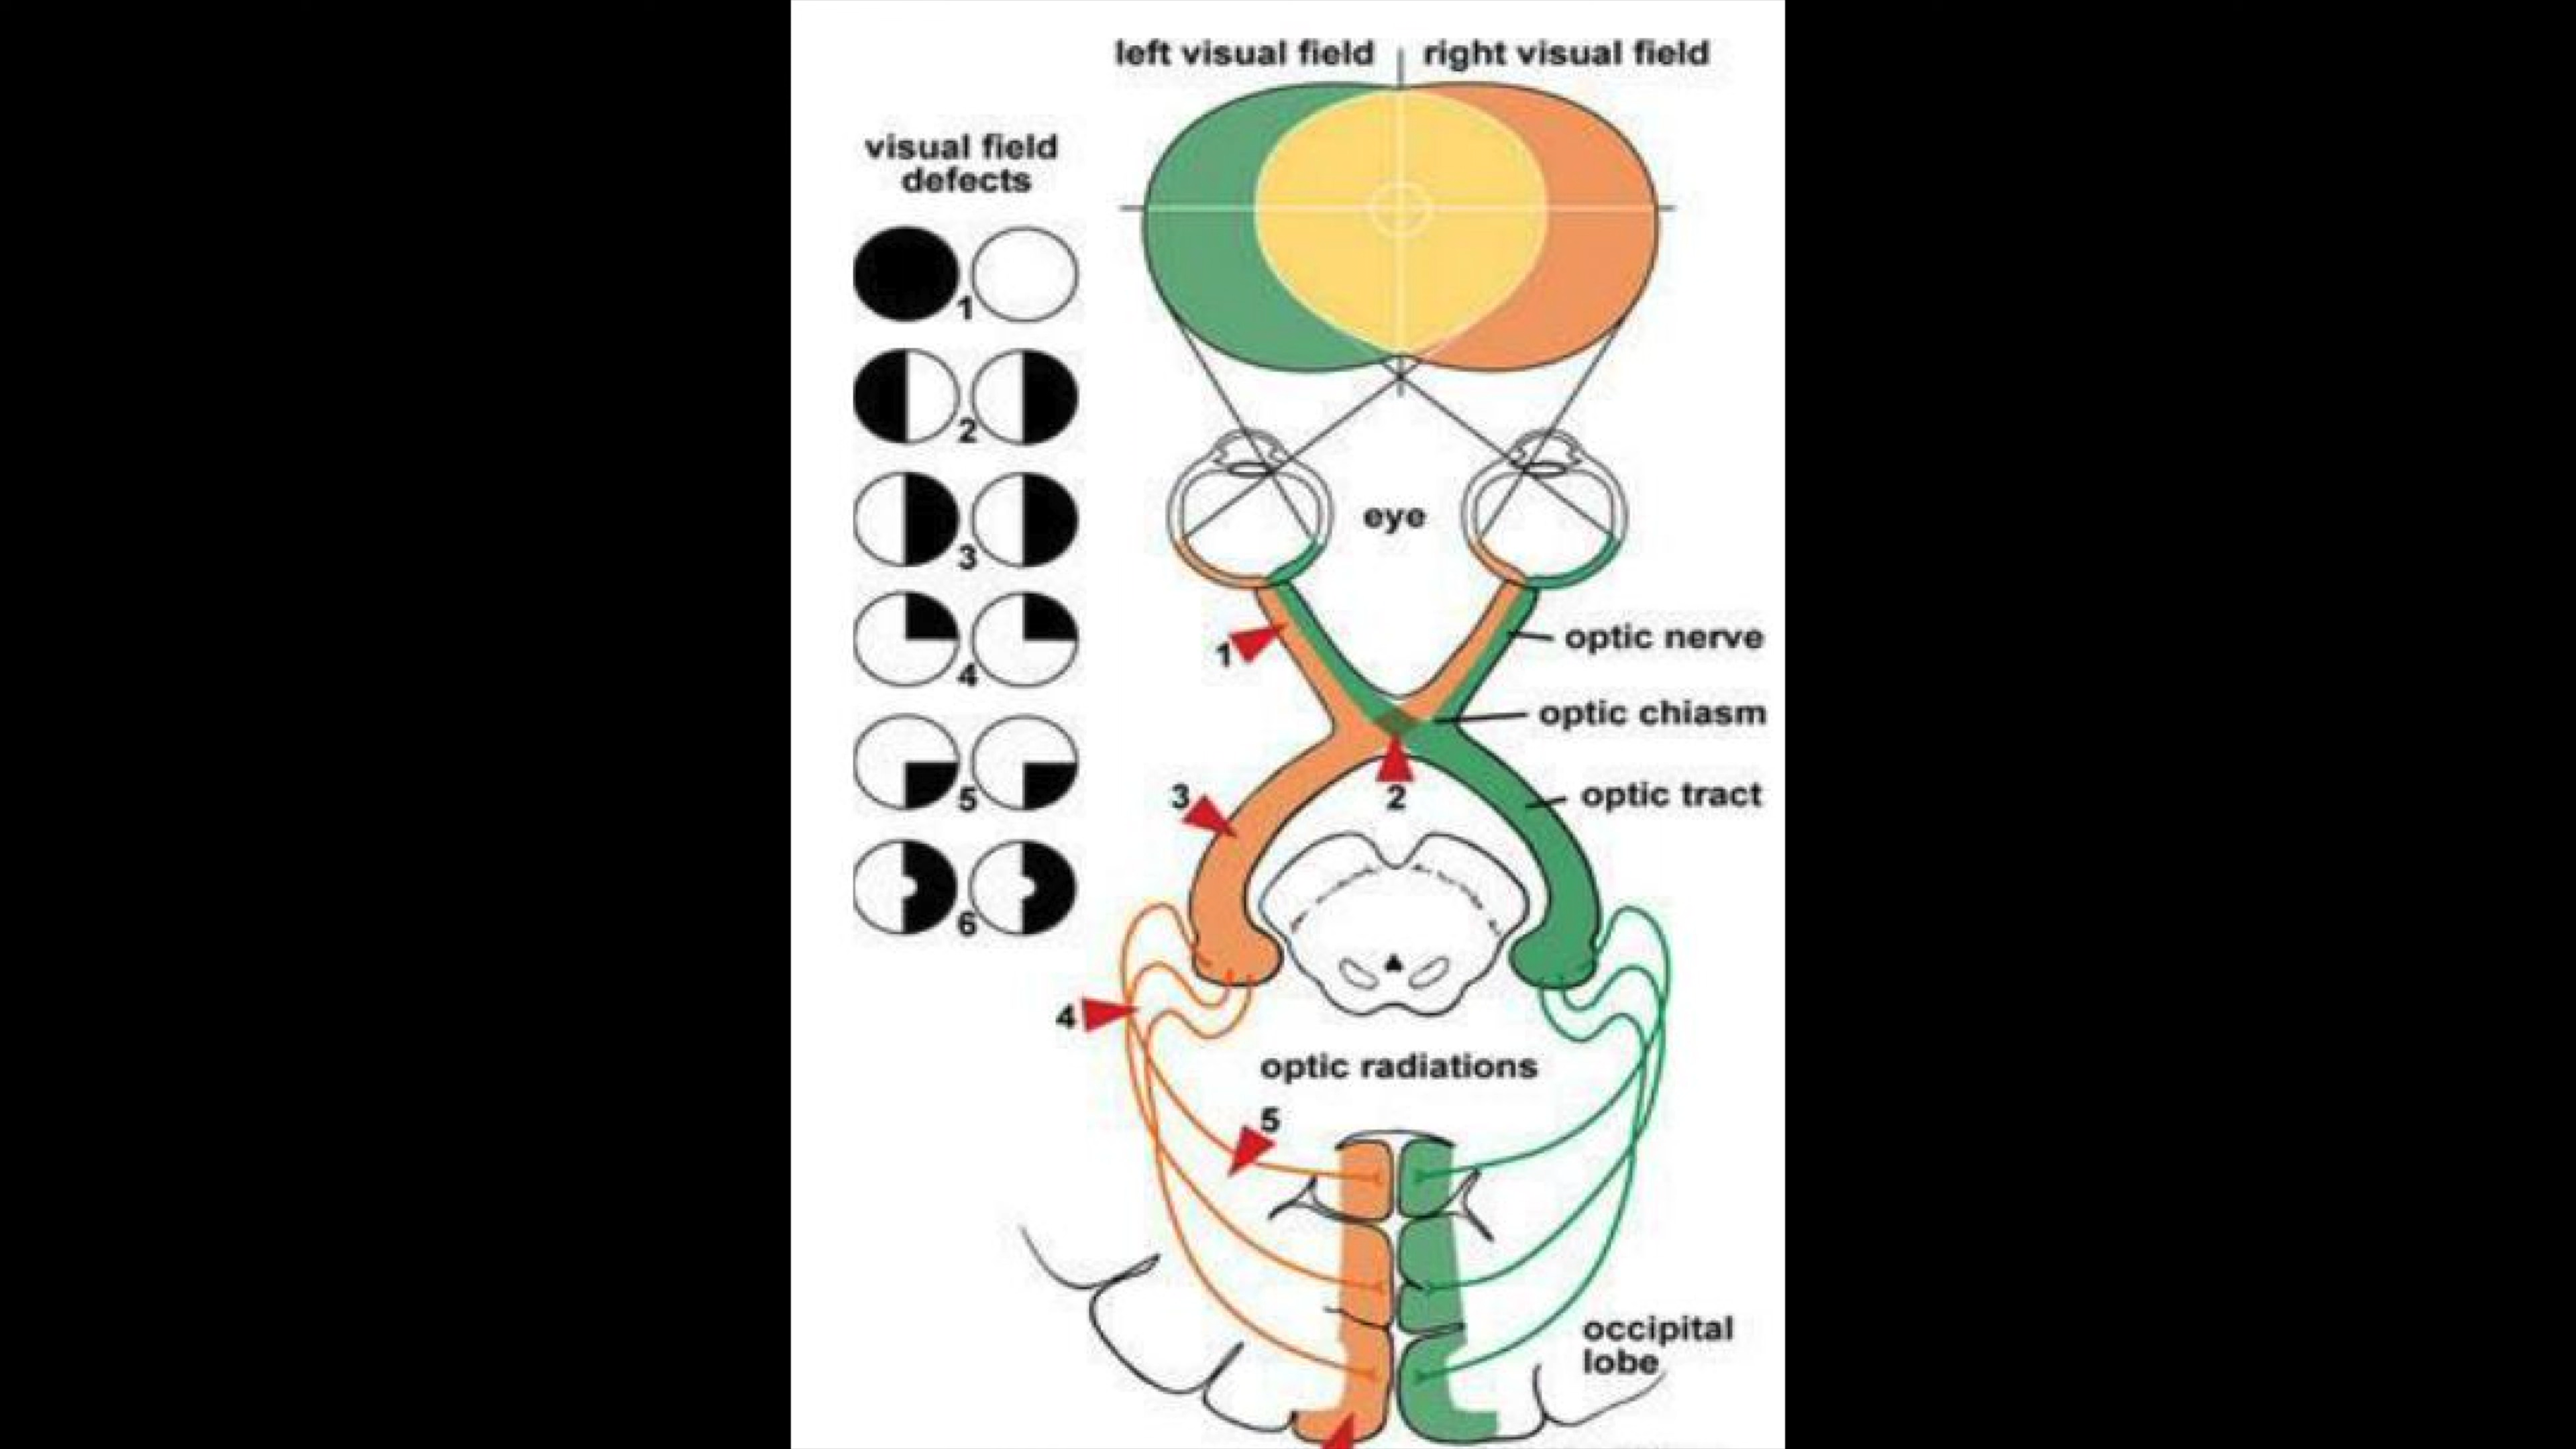 left visual field
right visual field
visual field
defects
1
2
3
4
5
6
eye
1
optic nerve
optic chiasm
3
2
optic tract
4
optic radiations
5
occipital
lobe